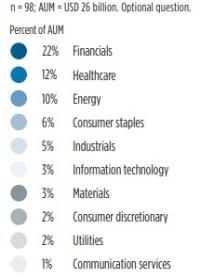 n = 98; AUM = USD 26 billion. Optional question.
Percent of AUM
22% Financials
12% Healthcare
10% Energy
6% Consumer staples
5% Industrials
3% Information technology
3% Materials
2% Consumer discretionary
2% Utilities
1% Communication services